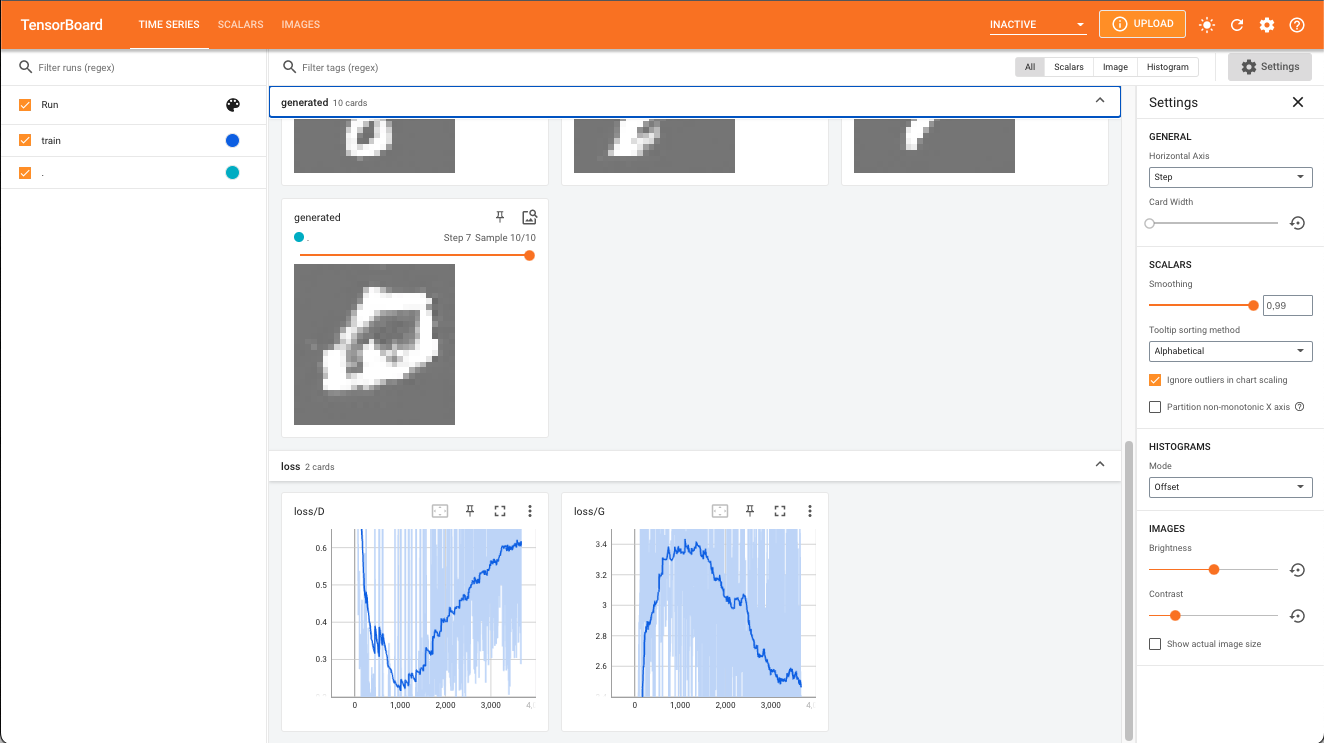 TensorBoard
TIME SERIES
SCALARS
IMAGES
INACTIVE
UPLOAD
Filter runs (regex)
Filter tags (regex)
All
Scalars
Image
Histogram
Settings
Run
train
.
generated 10 cards
generated
.
Step 7 Sample 10/10
loss 2 cards
loss/D
0.6
0.5
0.4
0.3
0
1,000
2,000
3,000
loss/G
3.4
3.2
3
2.8
2.6
0
1,000
2,000
3,000
Settings
GENERAL
Horizontal Axis
Step
Card Width
SCALARS
Smoothing
0,99
Tooltip sorting method
Alphabetical
Ignore outliers in chart scaling
Partition non-monotonic X axis
HISTOGRAMS
Mode
Offset
IMAGES
Brightness
Contrast
Show actual image size